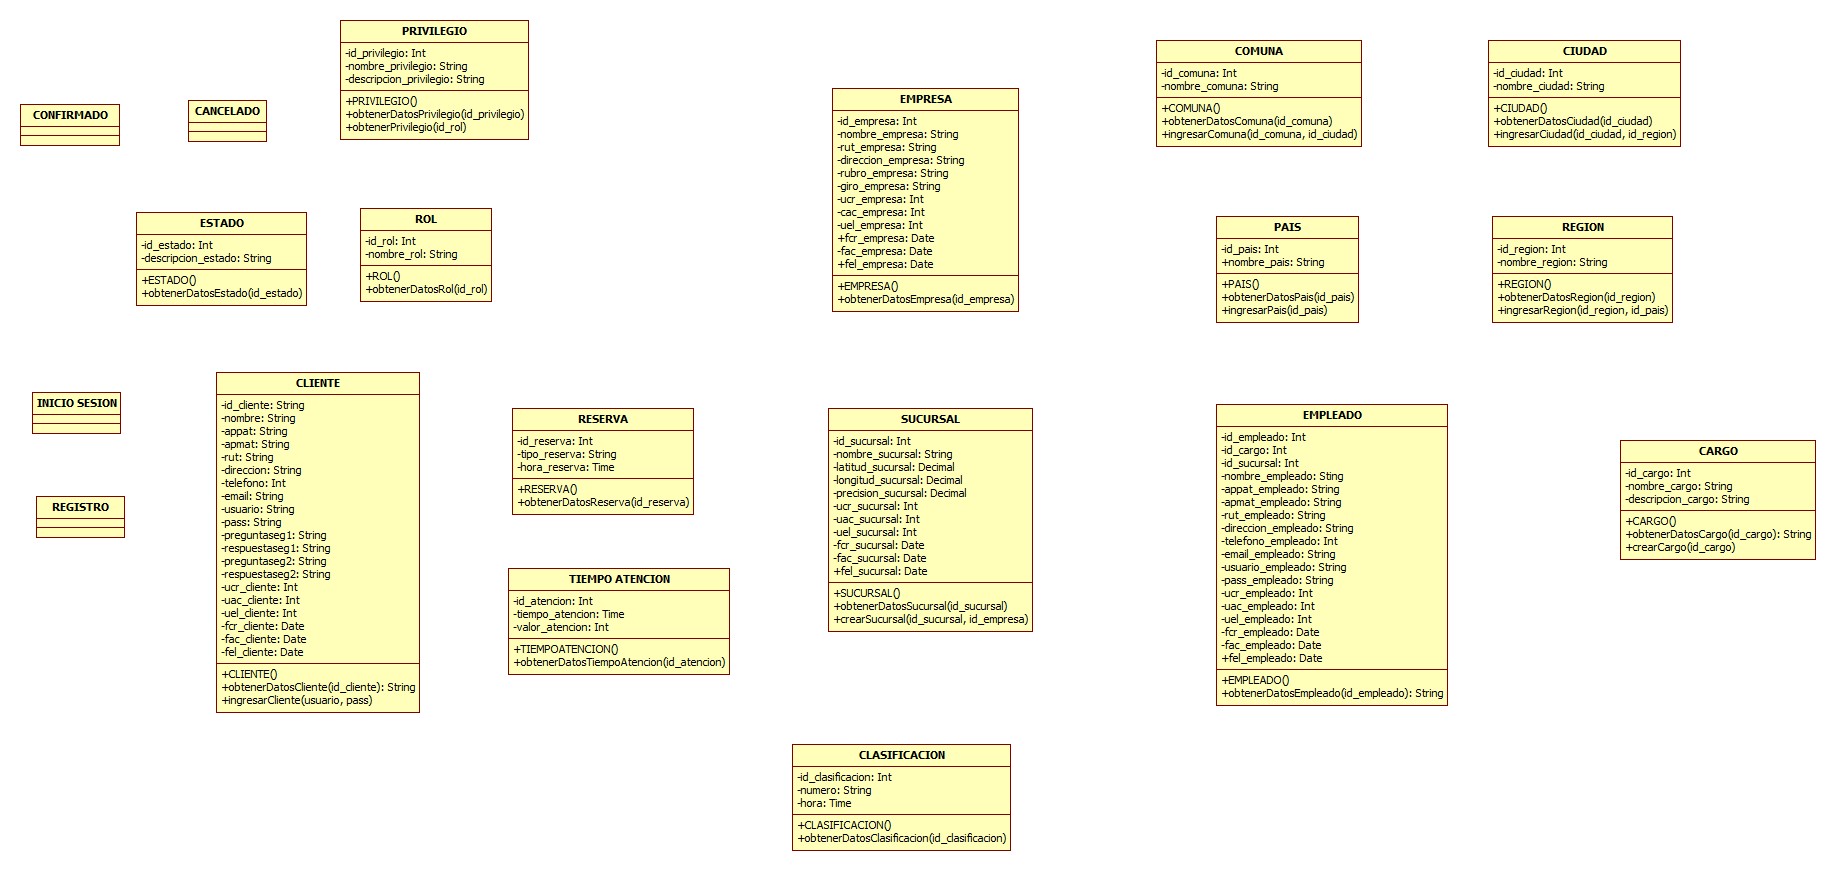 PRIVILEGIO
-id_privilegio: Int
-nombre_privilegio: String
-descripcion_privilegio: String
+PRIVILEGIO()
+obtenerDatosPrivilegio(id_privilegio)
+obtenerPrivilegio(id_rol)
COMUNA
-id_comuna: Int
-nombre_comuna: String
+COMUNA()
+obtenerDatosComuna(id_comuna)
+ingresarComuna(id_comuna, id_ciudad)
CIUDAD
-id_ciudad: Int
-nombre_ciudad: String
+CIUDAD()
+obtenerDatosCiudad(id_ciudad)
+ingresarCiudad(id_ciudad, id_region)
CONFIRMADO
CANCELADO
EMPRESA
-id_empresa: Int
-nombre_empresa: String
-rut_empresa: String
-direccion_empresa: String
-rubro_empresa: String
-giro_empresa: String
-ucr_empresa: Int
-cac_empresa: Int
-uel_empresa: Int
+fcr_empresa: Date
-fac_empresa: Date
+fel_empresa: Date
+EMPRESA()
+obtenerDatosEmpresa(id_empresa)
ESTADO
-id_estado: Int
-descripcion_estado: String
+ESTADO()
+obtenerDatosEstado(id_estado)
ROL
-id_rol: Int
-nombre_rol: String
+ROL()
+obtenerDatosRol(id_rol)
PAIS
-id_pais: Int
+nombre_pais: String
+PAIS()
+obtenerDatosPais(id_pais)
+ingresarPais(id_pais)
REGION
-id_region: Int
-nombre_region: String
+REGION()
+obtenerDatosRegion(id_region)
+ingresarRegion(id_region, id_pais)
INICIO SESION
REGISTRO
CLIENTE
-id_cliente: String
-nombre: String
-appat: String
-apmat: String
-rut: String
-direccion: String
-telefono: Int
-email: String
-usuario: String
-pass: String
-preguntaseg1: String
-respuestaseg1: String
-preguntaseg2: String
-respuestaseg2: String
-ucr_cliente: Int
-uac_cliente: Int
-uel_cliente: Int
-fcr_cliente: Date
-fac_cliente: Date
-fel_cliente: Date
+CLIENTE()
+obtenerDatosCliente(id_cliente): String
+ingresarCliente(usuario, pass)
RESERVA
-id_reserva: Int
-tipo_reserva: String
-hora_reserva: Time
+RESERVA()
+obtenerDatosReserva(id_reserva)
TIEMPO ATENCION
-id_atencion: Int
-tiempo_atencion: Time
-valor_atencion: Int
+TIEMPOATENCION()
+obtenerDatosTiempoAtencion(id_atencion)
SUCURSAL
-id_sucursal: Int
-nombre_sucursal: String
-latitud_sucursal: Decimal
-longitud_sucursal: Decimal
-precision_sucursal: Decimal
-ucr_sucursal: Int
-uac_sucursal: Int
-uel_sucursal: Int
-fcr_sucursal: Date
-fac_sucursal: Date
+fel_sucursal: Date
+SUCURSAL()
+obtenerDatosSucursal(id_sucursal)
+crearSucursal(id_sucursal, id_empresa)
EMPLEADO
-id_empleado: Int
-id_cargo: Int
-id_sucursal: Int
-nombre_empleado: Sting
-appat_empleado: String
-apmat_empleado: String
-rut_empleado: String
-direccion_empleado: String
-telefono_empleado: Int
-email_empleado: String
-usuario_empleado: String
-pass_empleado: String
-ucr_empleado: Int
-uac_empleado: Int
-uel_empleado: Int
-fcr_empleado: Date
-fac_empleado: Date
+fel_empleado: Date
+EMPLEADO()
+obtenerDatosEmpleado(id_empleado): String
CARGO
-id_cargo: Int
-nombre_cargo: String
-descripcion_cargo: String
+CARGO()
+obtenerDatosCargo(id_cargo): String
+crearCargo(id_cargo)
CLASIFICACION
-id_clasificacion: Int
-numero: String
-hora: Time
+CLASIFICACION()
+obtenerDatosClasificacion(id_clasificacion)